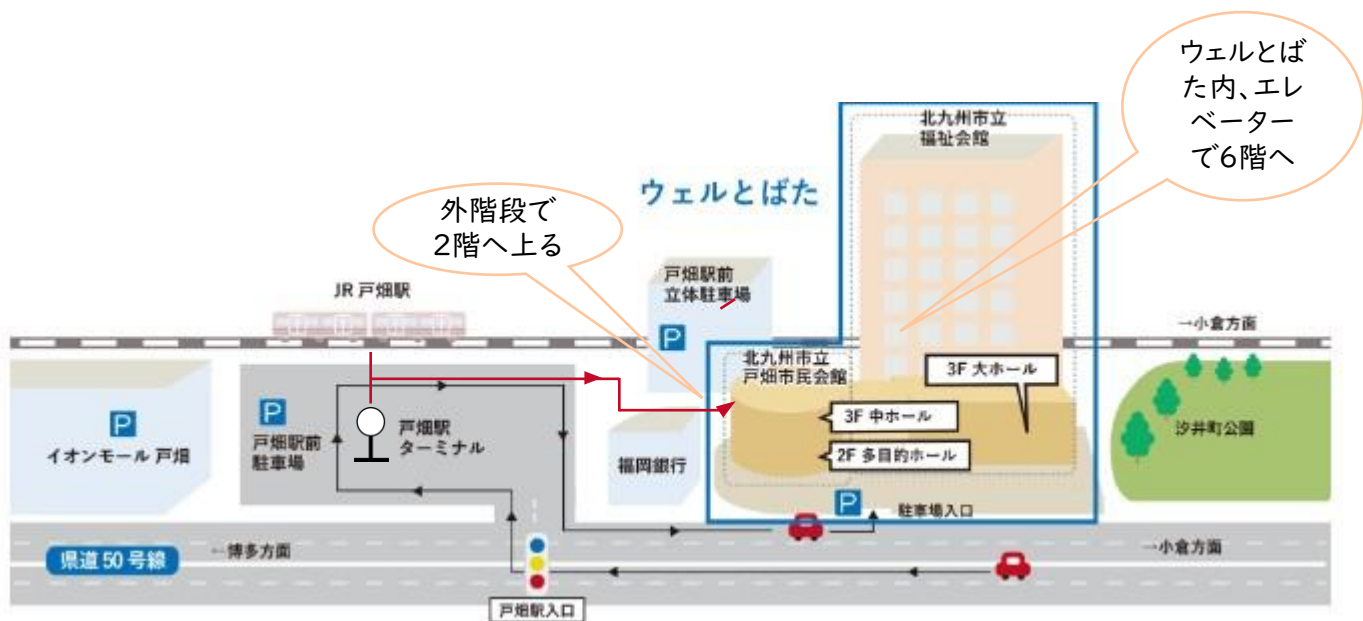 ウェルとば
た内、エレ
ベーター
で6階へ
北九州市立
福祉会館
ウェルとばた
外階段で
2階へ上る
戸畑駅前
立体駐車場
P
JR 戸畑駅
→小倉方面
北九州市立
戸畑市民会館
3F 大ホール
P
イオンモール 戸畑
P
戸畑駅前
駐車場
戸畑駅
ターミナル
福岡銀行
3F 中ホール
2F 多目的ホール
汐井町公園
P
駐車場入口
県道 50 号線
←博多方面
→小倉方面
戸畑駅入口